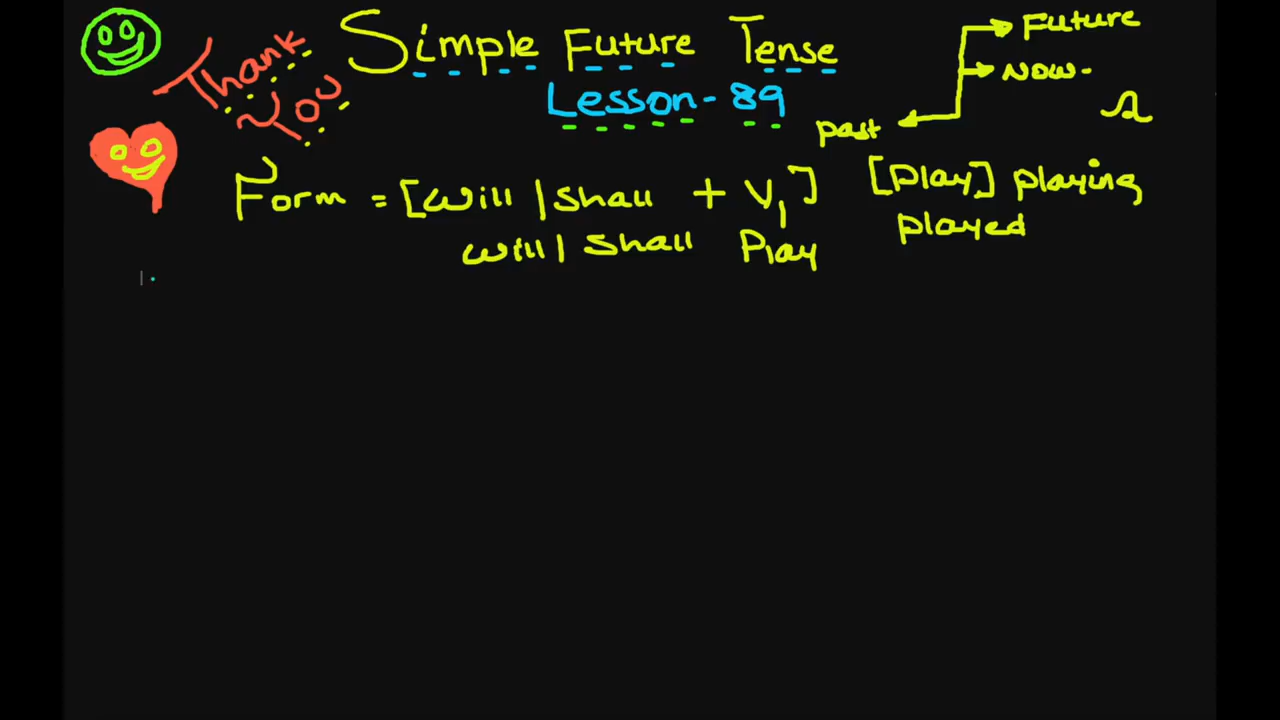 Thank You
Simple Future Tense
Lesson-89
Future
Now-
past
Form = [Will | Shall + V1] [Play,] playing
will | Shall Play played